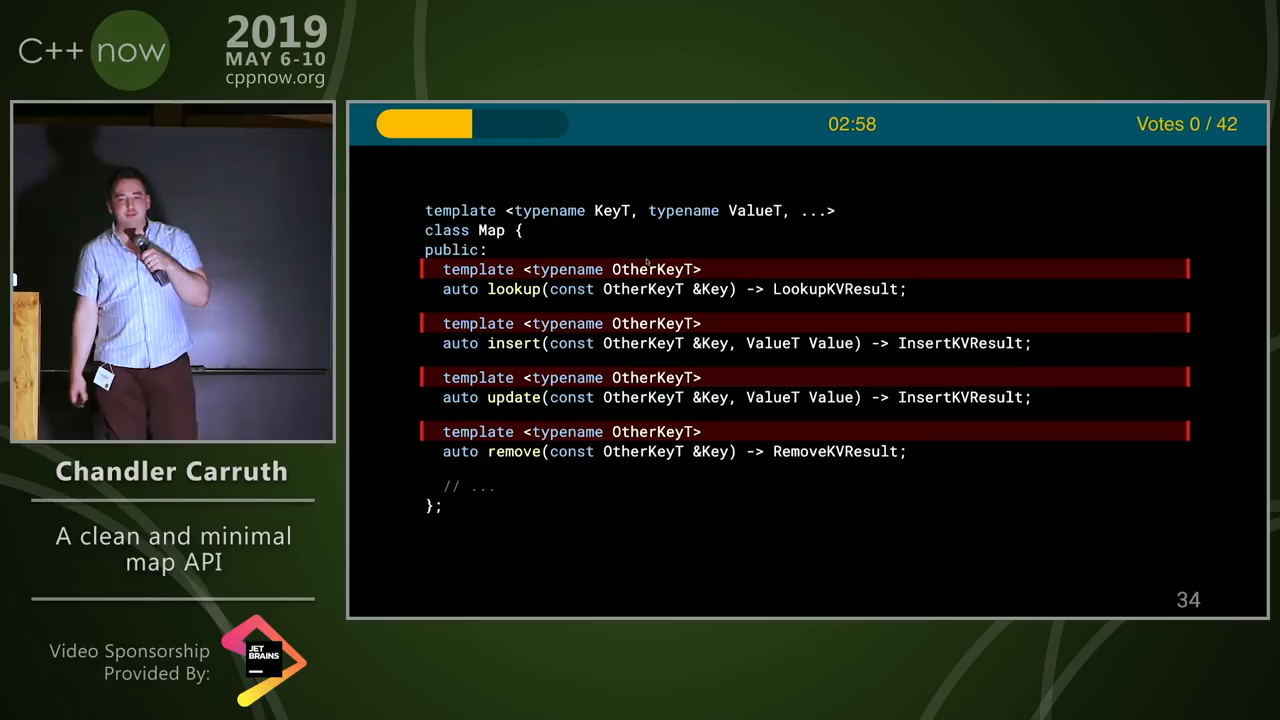 C++ now
2019
MAY 6-10
cppnow.org
02:58
Votes 0 / 42
template <typename KeyT, typename ValueT, ...>
class Map {
public:
template <typename OtherKeyT>
auto lookup(const OtherKeyT &Key) -> LookupKVResult;
template <typename OtherKeyT>
auto insert(const OtherKeyT &Key, ValueT Value) -> InsertKVResult;
template <typename OtherKeyT>
auto update(const OtherKeyT &Key, ValueT Value) -> InsertKVResult;
template <typename OtherKeyT>
auto remove(const OtherKeyT &Key) -> RemoveKVResult;
// ...
};
34
Chandler Carruth
A clean and minimal
map API
Video Sponsorship
Provided By:
JET
BRAINS